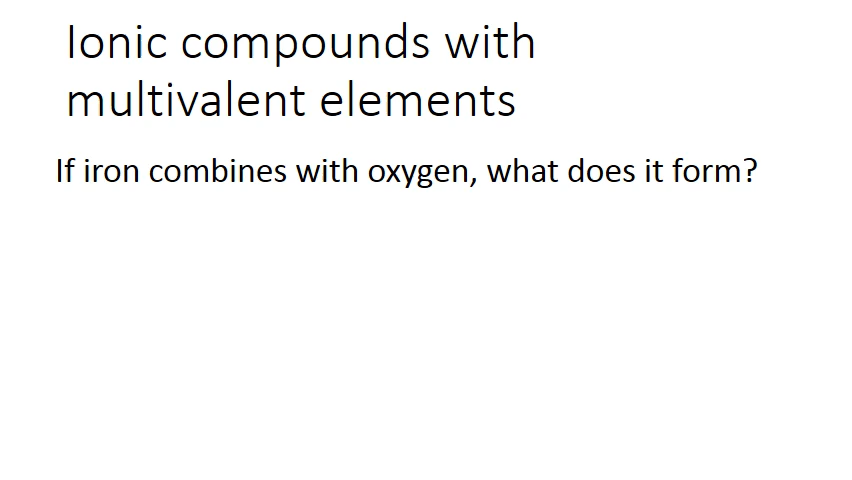 Ionic compounds with
multivalent elements
If iron combines with oxygen, what does it form?